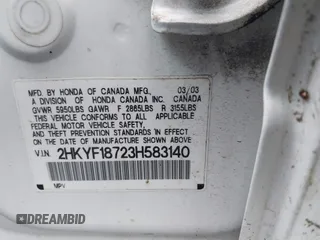 MFD. BY HONDA OF CANADA MFG. 03/03
A DIVISION OF HONDA CANADA INC. CANADA
GVWR 5950LBS GAWR F 2865LBS R 3155LBS
THIS VEHICLE CONFORMS TO ALL APPLICABLE
FEDERAL MOTOR VEHICLE SAFETY
AND THEFT PREVENTION STANDARDS IN
EFFECT ON THE DATE OF MANUFACTURE
SHOWN ABOVE
V.I.N. 2HKYF18723H583140
MPV
DREAMBID